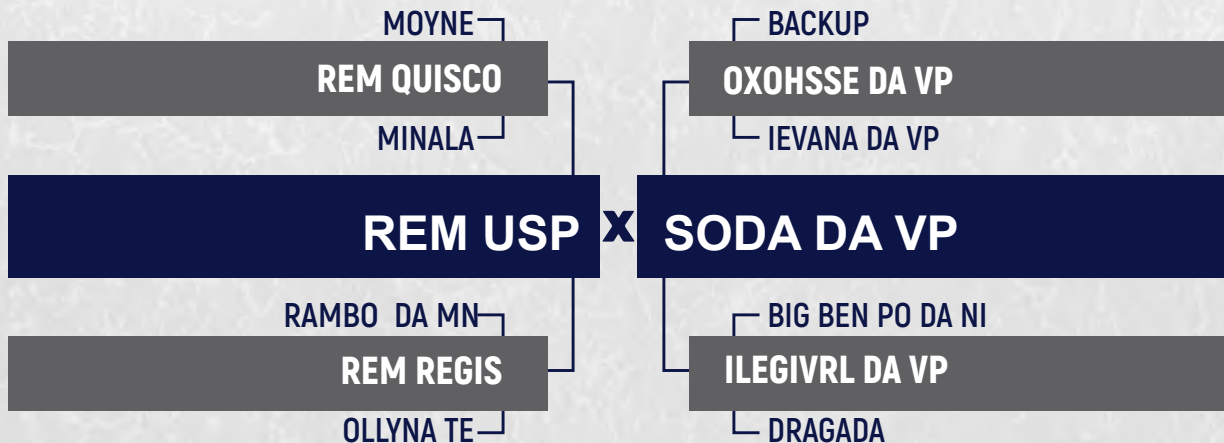 MOYNE
BACKUP
REM QUISCO
OXOHSSE DA VP
MINALA
IEVANA DA VP
REM USP X SODA DA VP
RAMBO DA MN
BIG BEN PO DA NI
REM REGIS
ILEGIVRL DA VP
OLLYNA TE
DRAGADA